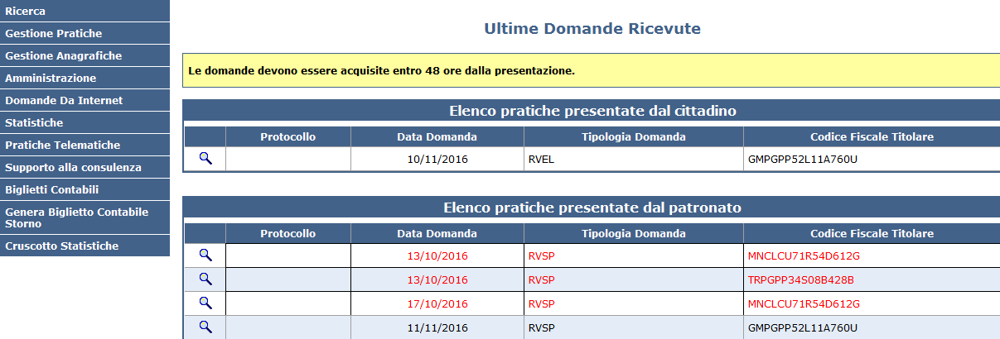 Ricerca
Gestione Pratiche
Gestione Anagrafiche
Amministrazione
Domande Da Internet
Statistiche
Pratiche Telematiche
Supporto alla consulenza
Biglietti Contabili
Genera Biglietto Contabile
Storno
Cruscotto Statistiche
Ultime Domande Ricevute
Le domande devono essere acquisite entro 48 ore dalla presentazione.
Elenco pratiche presentate dal cittadino
Protocollo Data Domanda Tipologia Domanda Codice Fiscale Titolare
10/11/2016 RVEL GMPGPP52L11A760U
Elenco pratiche presentate dal patronato
Protocollo Data Domanda Tipologia Domanda Codice Fiscale Titolare
13/10/2016 RVSP MNCLCU71R54D612G
13/10/2016 RVSP TRPGPP34S08B428B
17/10/2016 RVSP MNCLCU71R54D612G
11/11/2016 RVSP GMPGPP52L11A760U